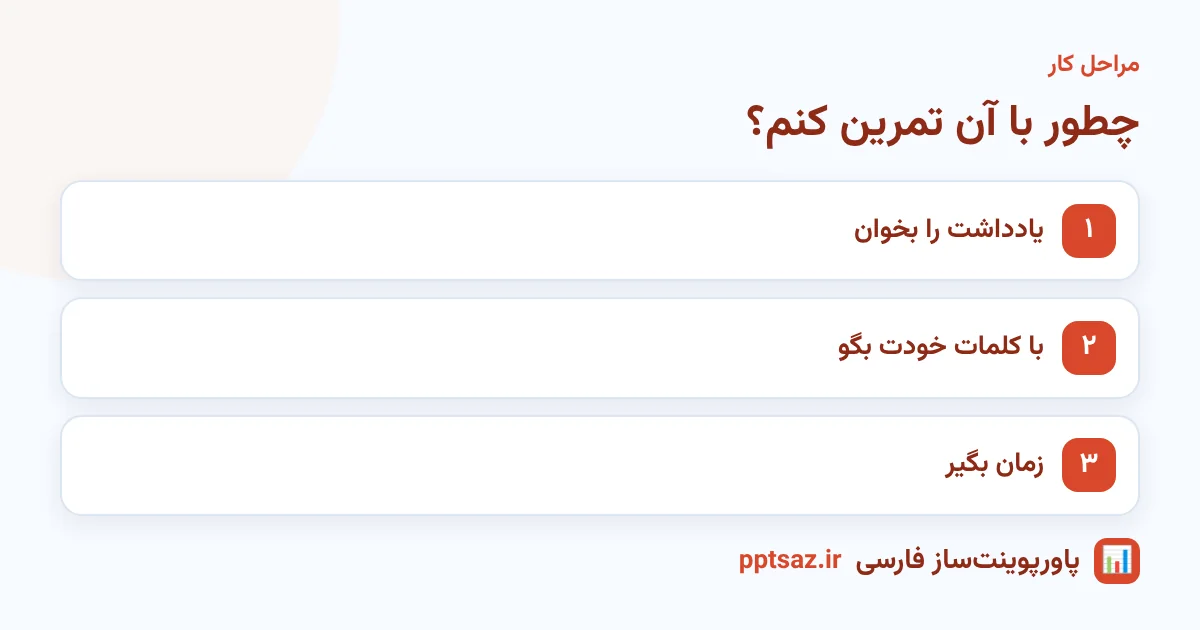 مراحل کار
چطور با آن تمرین کنم؟
۱ یادداشت را بخوان
۲ با کلمات خودت بگو
۳ زمان بگیر
پاورپوینت‌ساز فارسی pptsaz.ir